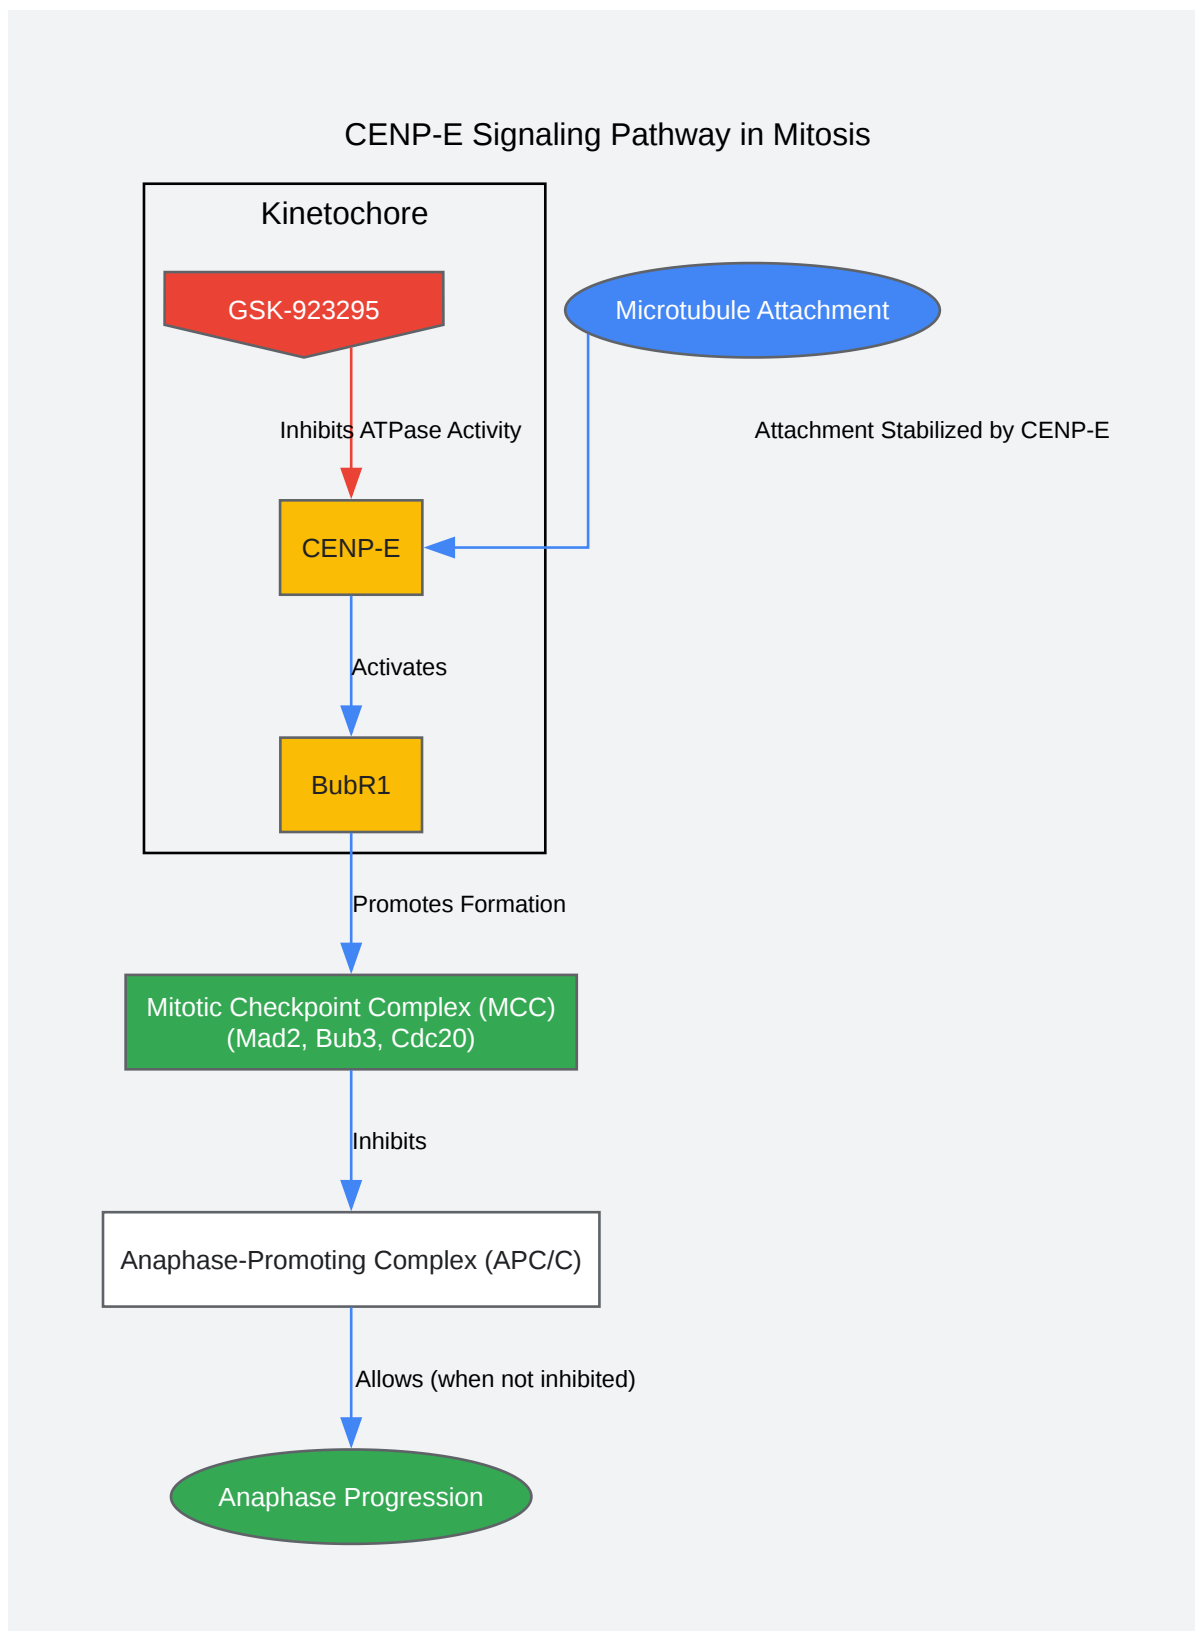 CENP-E Signaling Pathway in Mitosis
Kinetochore
GSK-923295
Microtubule Attachment
Inhibits ATPase Activity
Attachment Stabilized by CENP-E
CENP-E
Activates
BubR1
Promotes Formation
Mitotic Checkpoint Complex (MCC)
(Mad2, Bub3, Cdc20)
Inhibits
Anaphase-Promoting Complex (APC/C)
Allows (when not inhibited)
Anaphase Progression